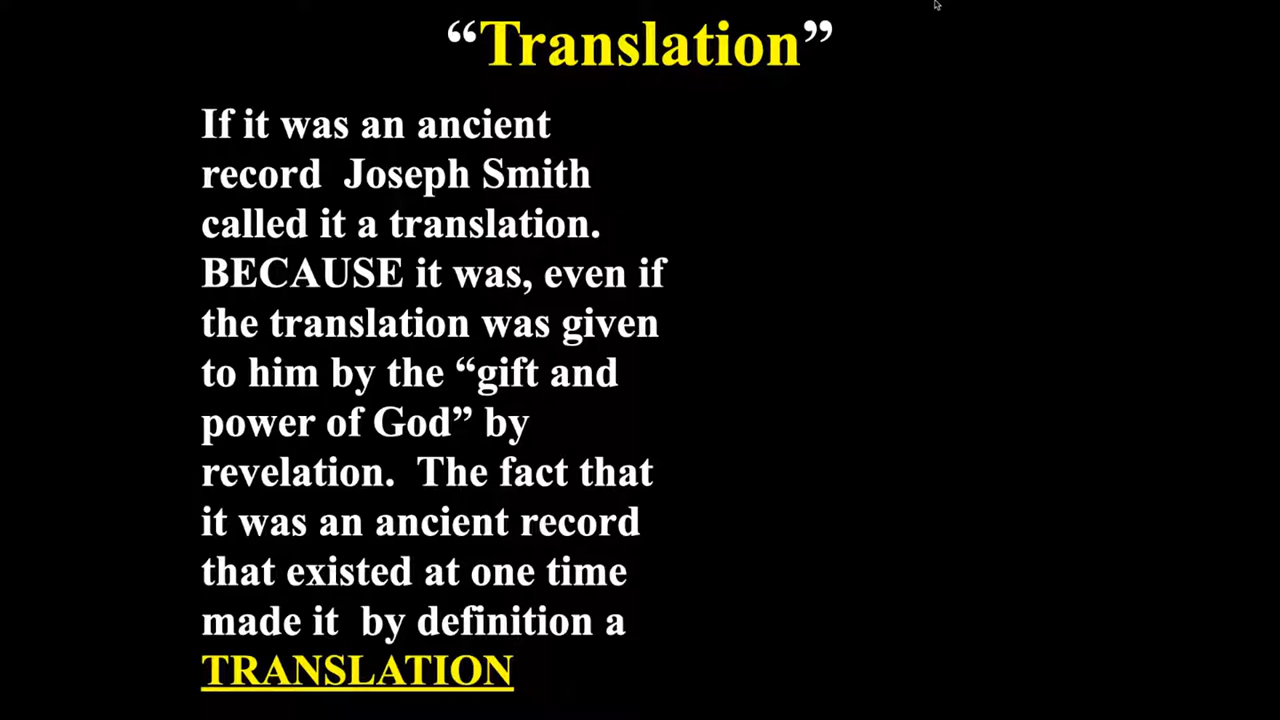 “Translation”
If it was an ancient
record  Joseph Smith
called it a translation.
BECAUSE it was, even if
the translation was given
to him by the “gift and
power of God” by
revelation.  The fact that
it was an ancient record
that existed at one time
made it  by definition a
TRANSLATION